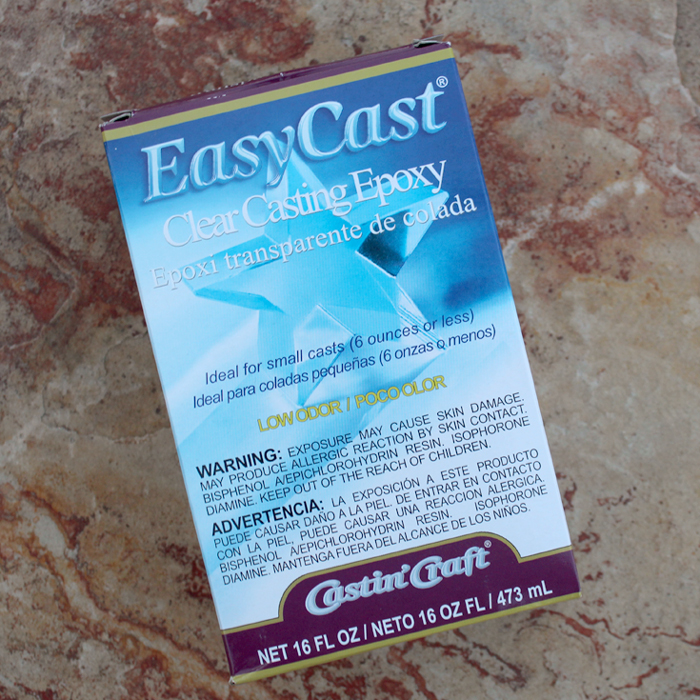 EasyCast®
Clear Casting Epoxy
Epoxi transparente de colada
Ideal for small casts (6 ounces or less)
Ideal para coladas pequeñas (6 onzas o menos)
LOW ODOR / POCO OLOR
WARNING: EXPOSURE MAY CAUSE SKIN DAMAGE.
MAY PRODUCE ALLERGIC REACTION BY SKIN CONTACT.
BISPHENOL A/EPICHLOROHYDRIN RESIN. ISOPHORONE
DIAMINE. KEEP OUT OF THE REACH OF CHILDREN.
ADVERTENCIA: LA EXPOSICIÓN A ESTE PRODUCTO
PUEDE CAUSAR DAÑO A LA PIEL. DE ENTRAR EN CONTACTO
CON LA PIEL, PUEDE CAUSAR UNA REACCION ALERGICA.
BISPHENOL A/EPICHLOROHYDRIN RESIN. ISOPHORONE
DIAMINE. MANTENGA FUERA DEL ALCANCE DE LOS NIÑOS.
Castin'Craft®
NET 16 FL OZ / NETO 16 OZ FL / 473 mL